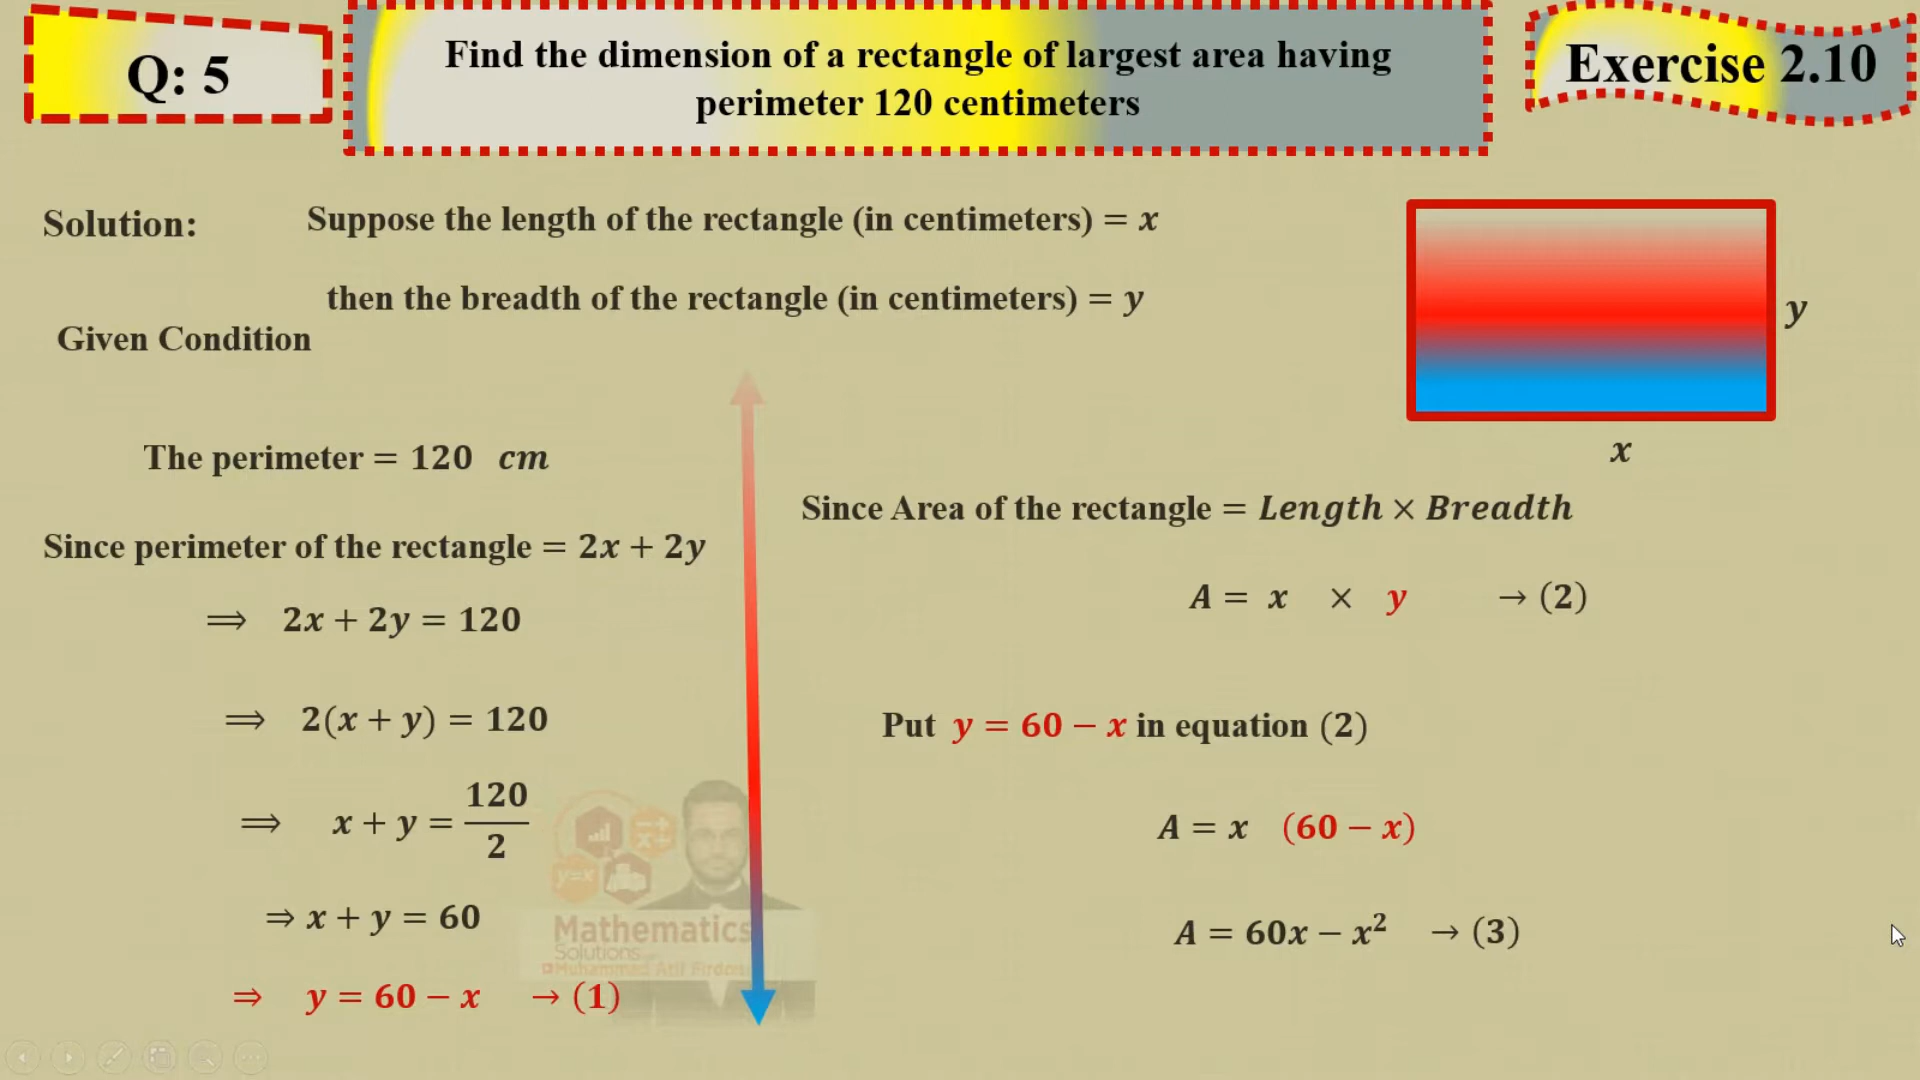 Q: 5
Find the dimension of a rectangle of largest area having
perimeter 120 centimeters
Exercise 2.10
Solution:
Suppose the length of the rectangle (in centimeters) = x
then the breadth of the rectangle (in centimeters) = y
Given Condition
y
x
The perimeter = 120 cm
Since perimeter of the rectangle = 2x + 2y
⟹ 2x + 2y = 120
⟹ 2(x + y) = 120
⟹ x + y = 120/2
⇒ x + y = 60
⇒ y = 60 − x → (1)
Since Area of the rectangle = Length × Breadth
A = x × y → (2)
Put y = 60 − x in equation (2)
A = x (60 − x)
A = 60x − x² → (3)
y=x
Mathematics
Solutions
Muhammad Atif Firdous